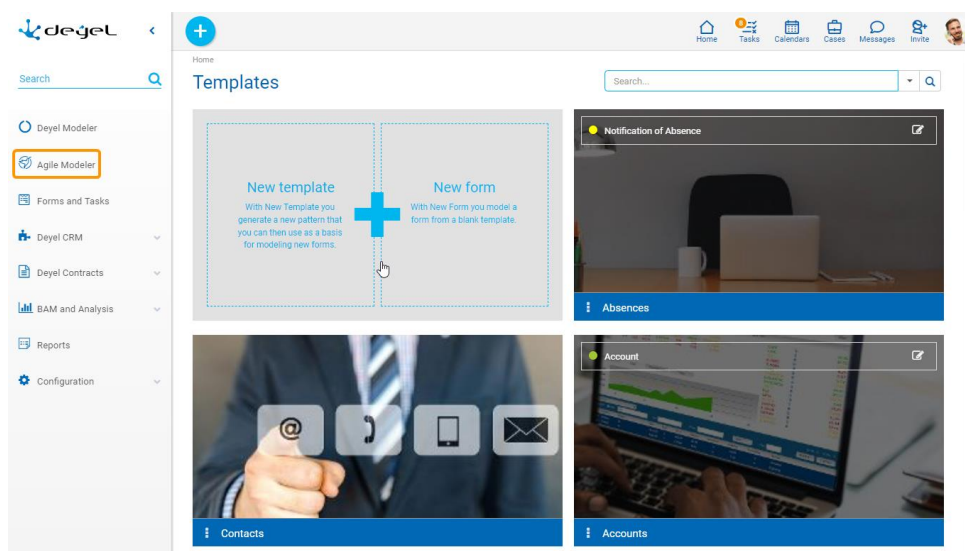 deyel
Search
Deyel Modeler
Agile Modeler
Forms and Tasks
Deyel CRM
Deyel Contracts
BAM and Analysis
Reports
Configuration
Home
Tasks
Calendars
Cases
Messages
Invite
Home
Templates
Search...
New template
With New Template you
generate a new pattern that
you can then use as a basis
for modeling new forms.
New form
With New Form you model a
form from a blank template.
Notification of Absence
Absences
@
Contacts
Account
Accounts